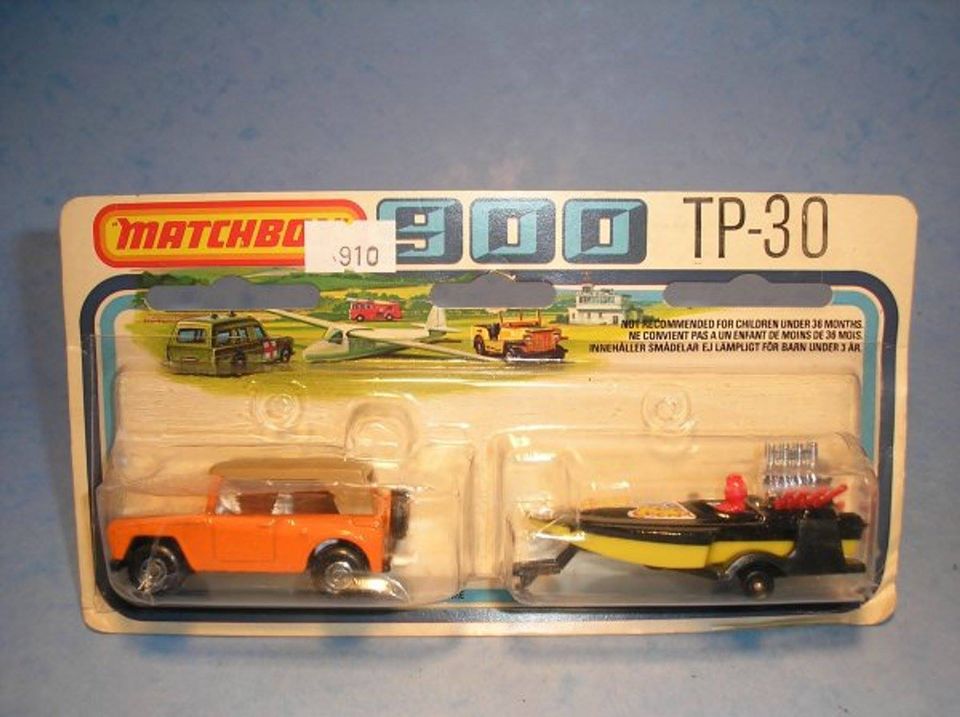 "MATCHBO
910
900
TP-30
NOT RECOMMENDED FOR CHILDREN UNDER 36 MONTHS.
NE CONVIENT PAS A UN ENFANT DE MOINS DE 36 MOIS.
INNEHÅLLER SMÅDELAR EJ LÄMPLIGT FÖR BARN UNDER 3 ÅR.